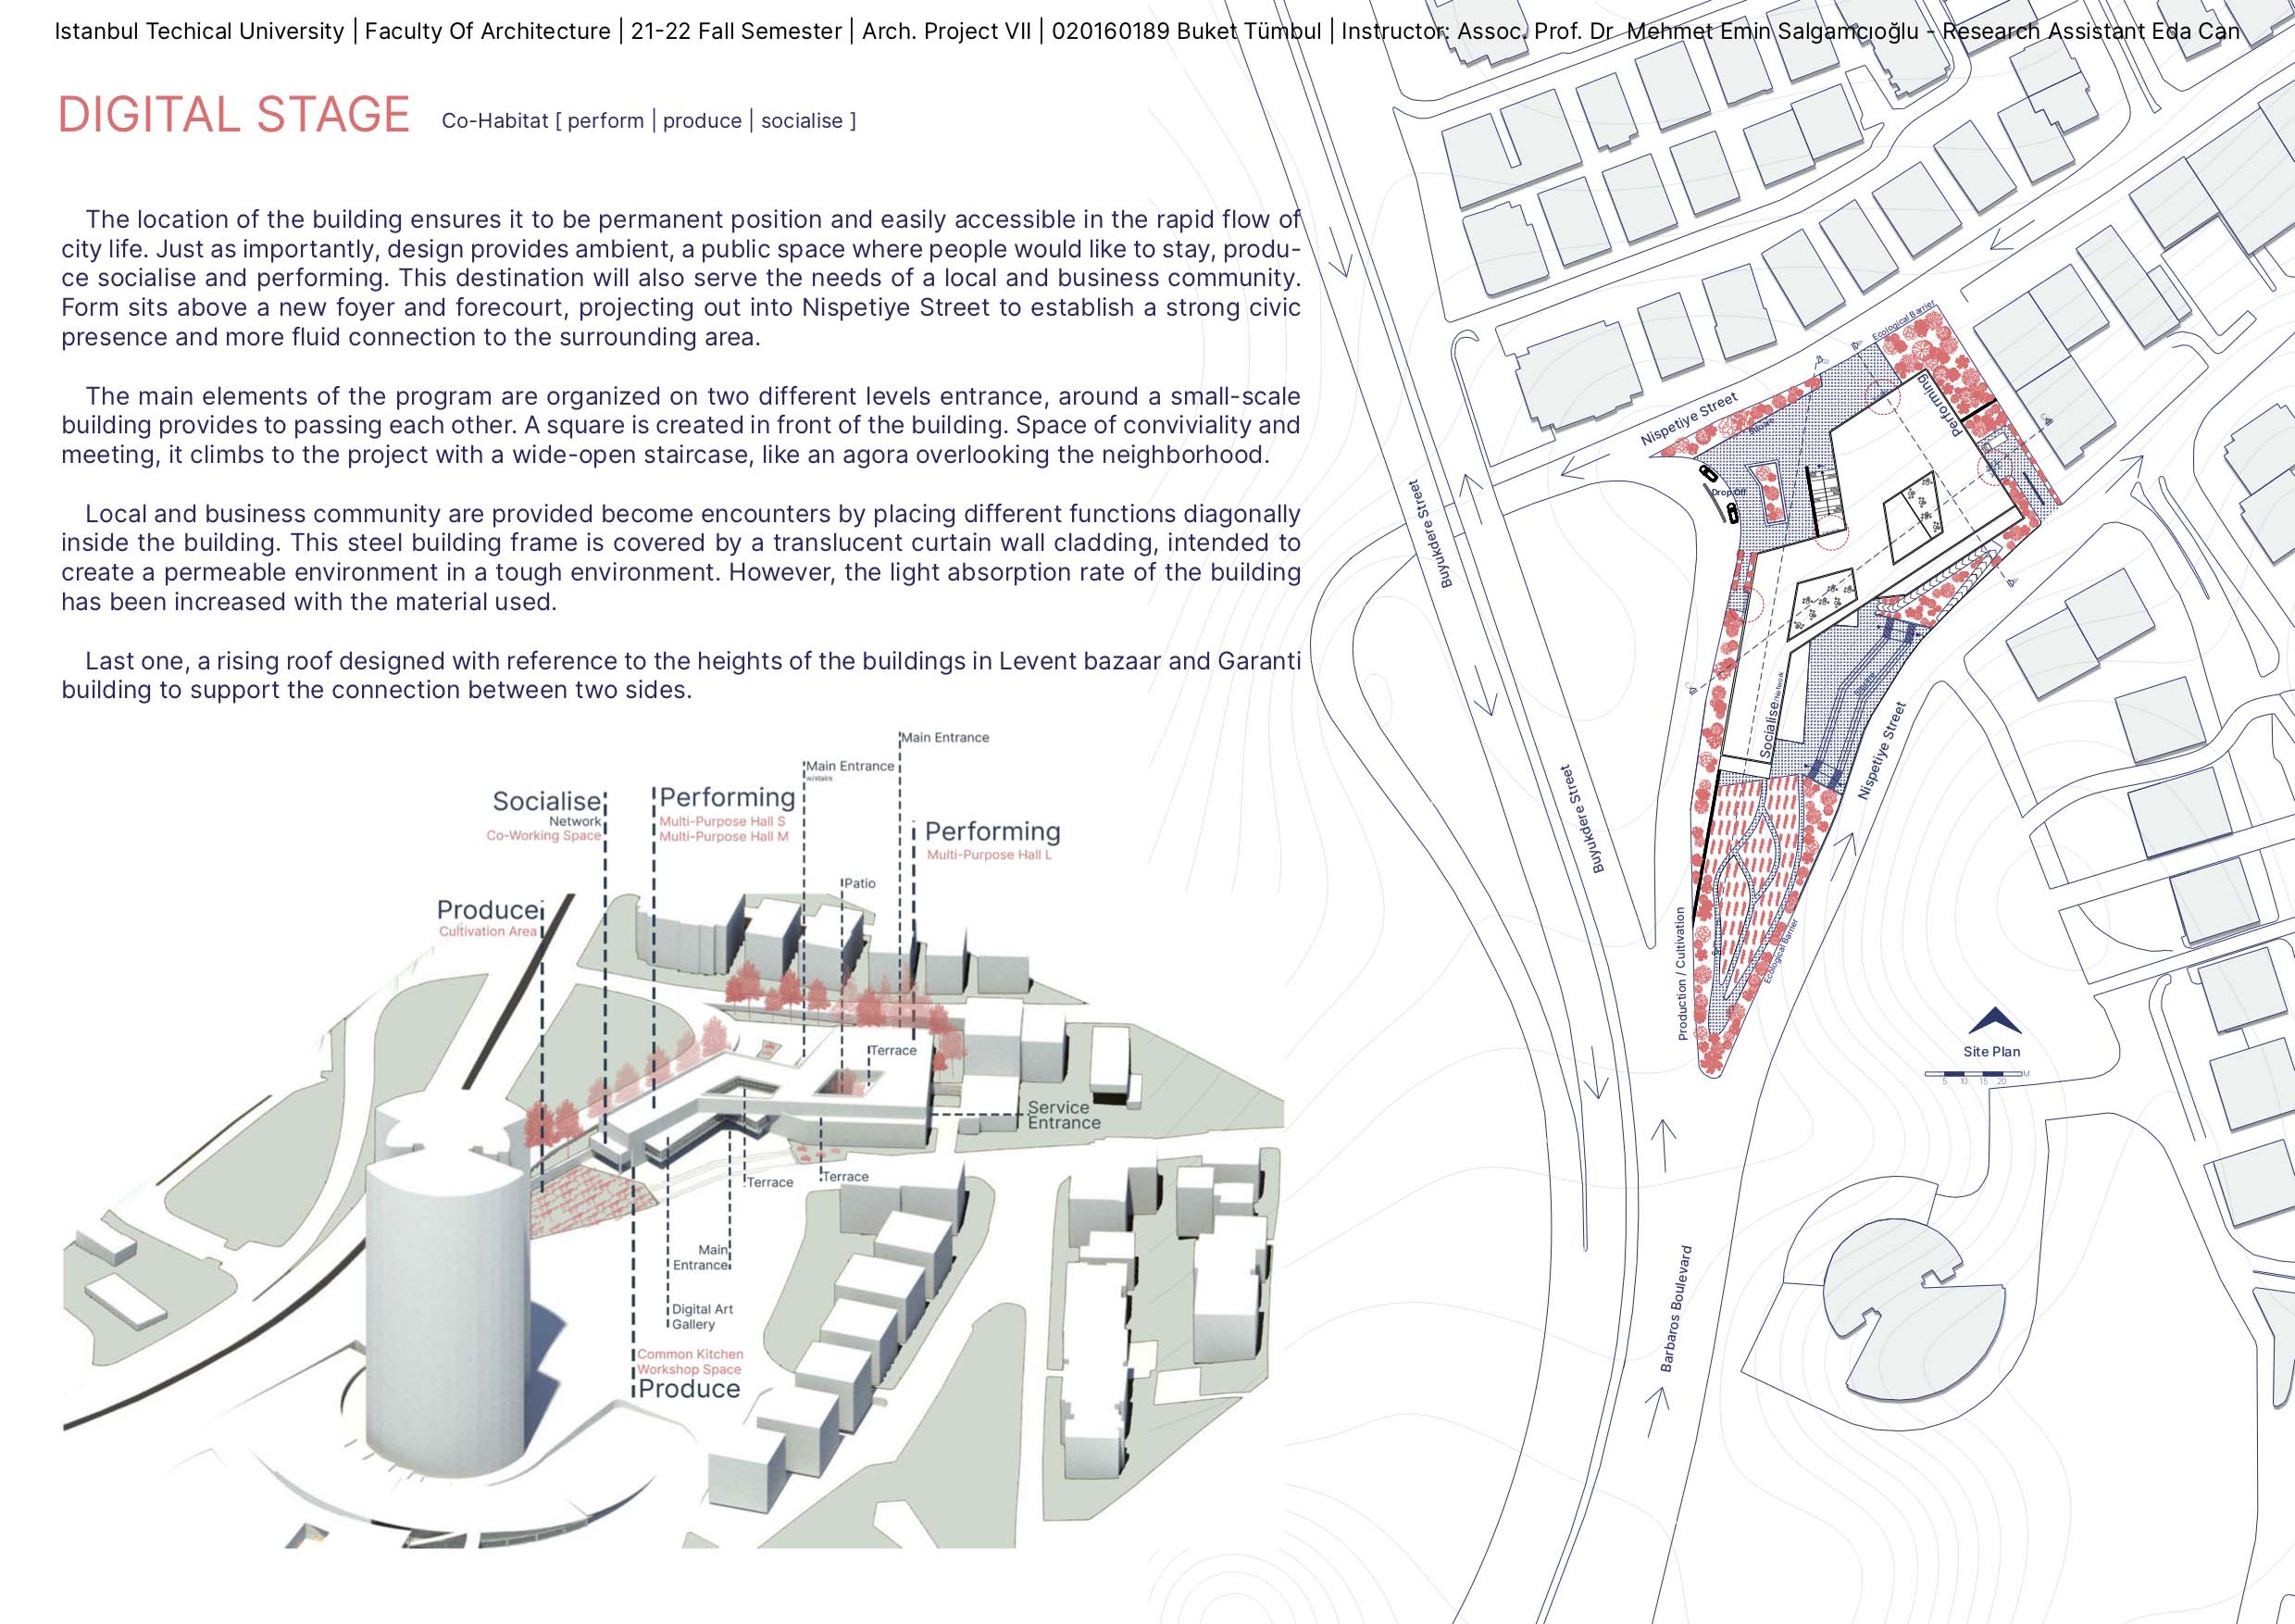 Istanbul Techical University | Faculty Of Architecture | 21-22 Fall Semester | Arch. Project VII | 020160189 Buket Tümbul | Instructor: Assoc. Prof. Dr  Mehmet Emin Salgamcıoğlu - Research Assistant Eda Can
DIGITAL STAGE
Co-Habitat [ perform | produce | socialise ]
The location of the building ensures it to be permanent position and easily accessible in the rapid flow of
city life. Just as importantly, design provides ambient, a public space where people would like to stay, produ-
ce socialise and performing. This destination will also serve the needs of a local and business community.
Form sits above a new foyer and forecourt, projecting out into Nispetiye Street to establish a strong civic
presence and more fluid connection to the surrounding area.
The main elements of the program are organized on two different levels entrance, around a small-scale
building provides to passing each other. A square is created in front of the building. Space of conviviality and
meeting, it climbs to the project with a wide-open staircase, like an agora overlooking the neighborhood.
Local and business community are provided become encounters by placing different functions diagonally
inside the building. This steel building frame is covered by a translucent curtain wall cladding, intended to
create a permeable environment in a tough environment. However, the light absorption rate of the building
has been increased with the material used.
Last one, a rising roof designed with reference to the heights of the buildings in Levent bazaar and Garanti
building to support the connection between two sides.
Main Entrance
Main Entrance
w/stairs
Socialise
Network
Co-Working Space
Performing
Multi-Purpose Hall S
Multi-Purpose Hall M
Performing
Multi-Purpose Hall L
Patio
Produce
Cultivation Area
Terrace
Service
Entrance
Terrace
Terrace
Main
Entrance
Digital Art
Gallery
Common Kitchen
Workshop Space
Produce
Ecological Barrier
Performing
Nispetiye Street
Square
Drop Off
Buyukdere Street
Buyukdere Street
Socialise/Network
Nispetiye Street
Production / Cultivation
Ecological Barrier
Site Plan
5 10 15 20 M
Barbaros Boulevard